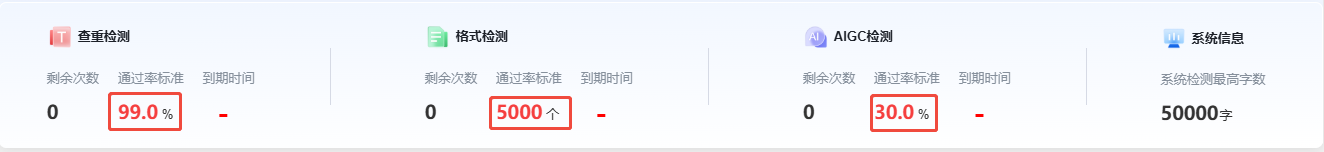 查重检测
剩余次数 通过率标准 到期时间
0 99.0 % -
格式检测
剩余次数 通过率标准 到期时间
0 5000 个 -
AIGC检测
剩余次数 通过率标准 到期时间
0 30.0 % -
系统信息
系统检测最高字数
50000字